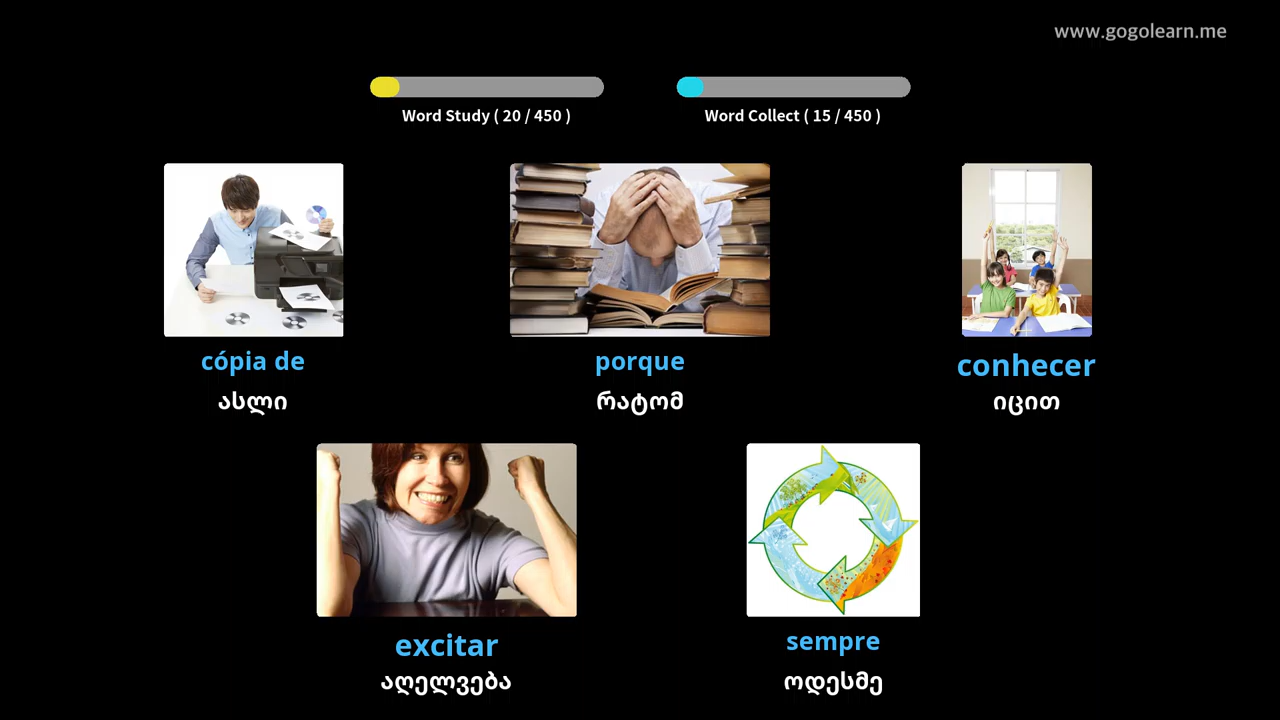 www.gogolearn.me
Word Study ( 20 / 450 )
Word Collect ( 15 / 450 )
cópia de
ასლი
porque
რატომ
conhecer
იცით
excitar
აღელვება
sempre
ოდესმე